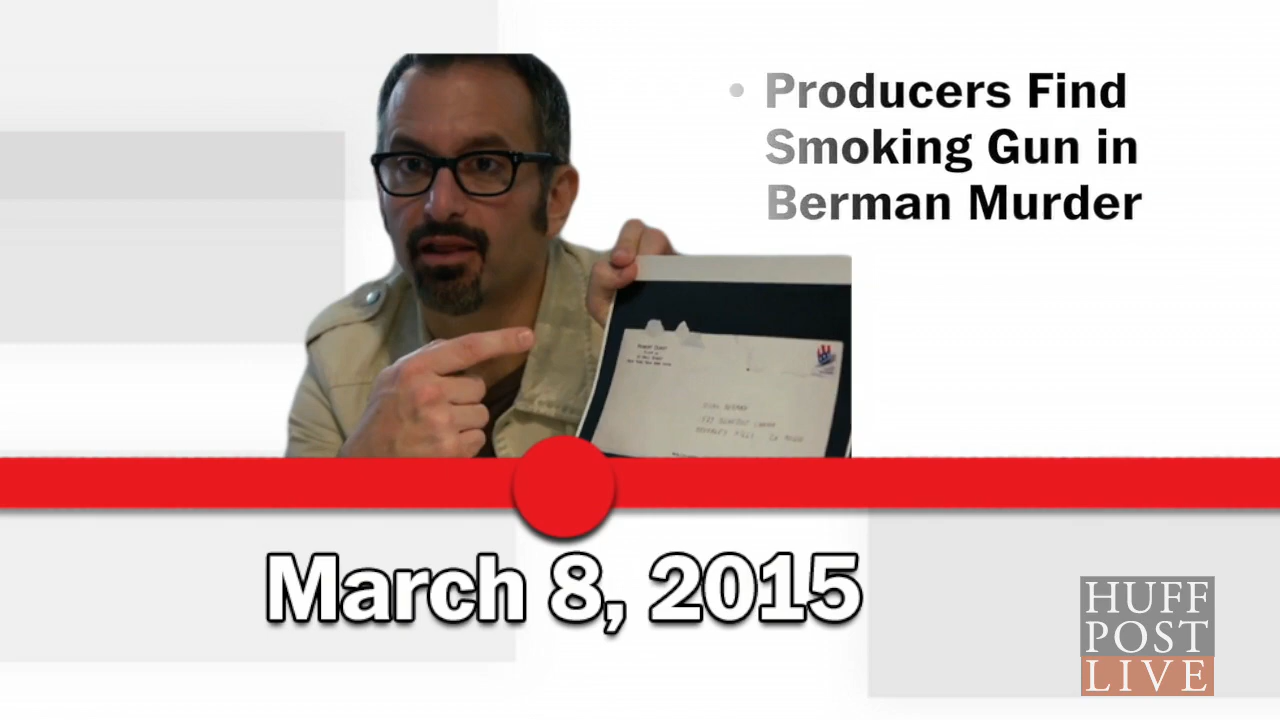 Producers Find
Smoking Gun in
Berman Murder
March 8, 2015
HUFF
POST
LIVE